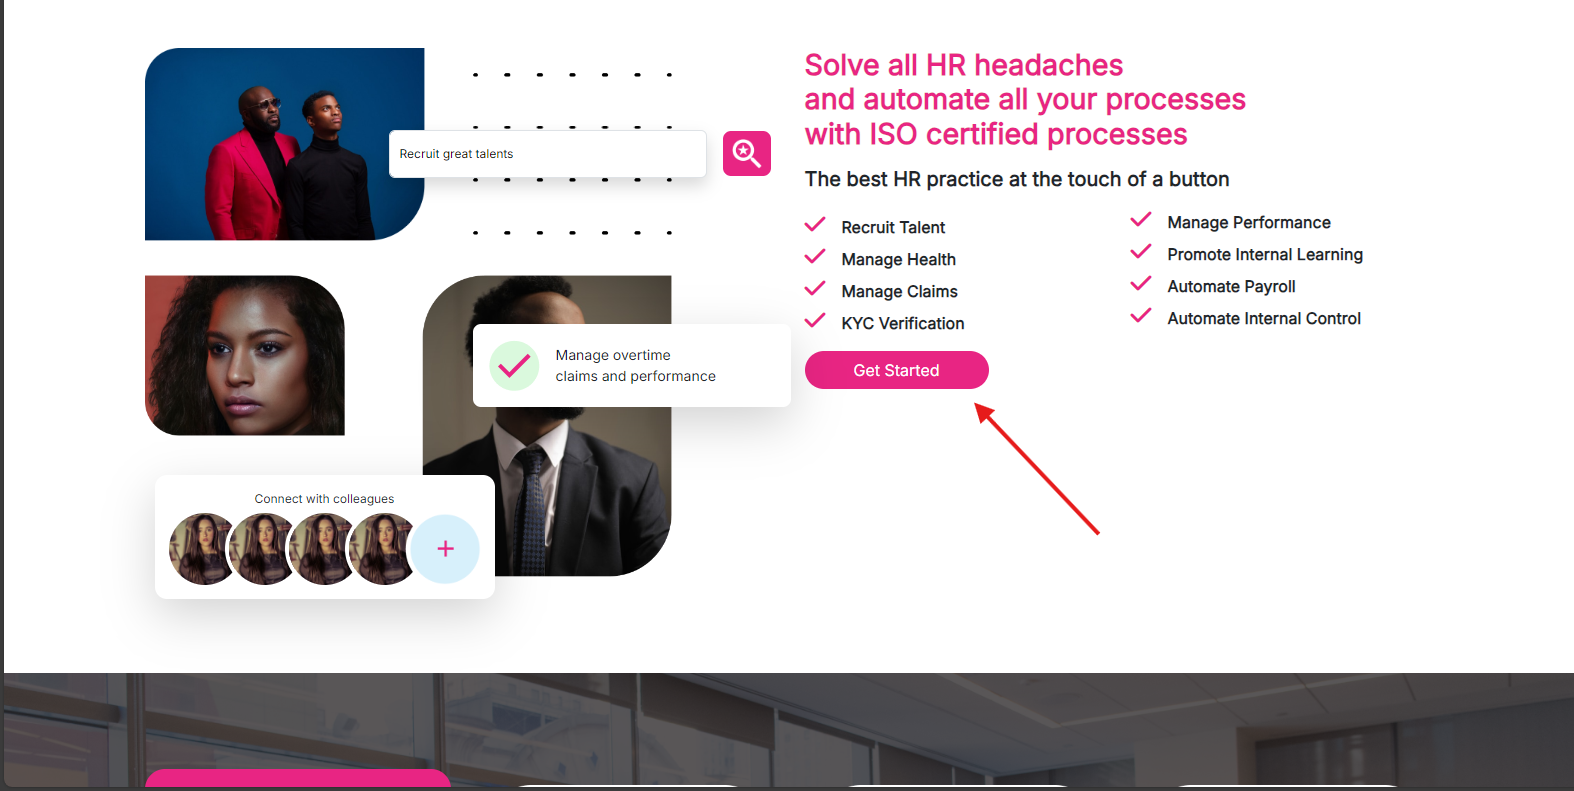 Recruit great talents
Manage overtime
claims and performance
Connect with colleagues
Solve all HR headaches
and automate all your processes
with ISO certified processes
The best HR practice at the touch of a button
Recruit Talent
Manage Health
Manage Claims
KYC Verification
Manage Performance
Promote Internal Learning
Automate Payroll
Automate Internal Control
Get Started